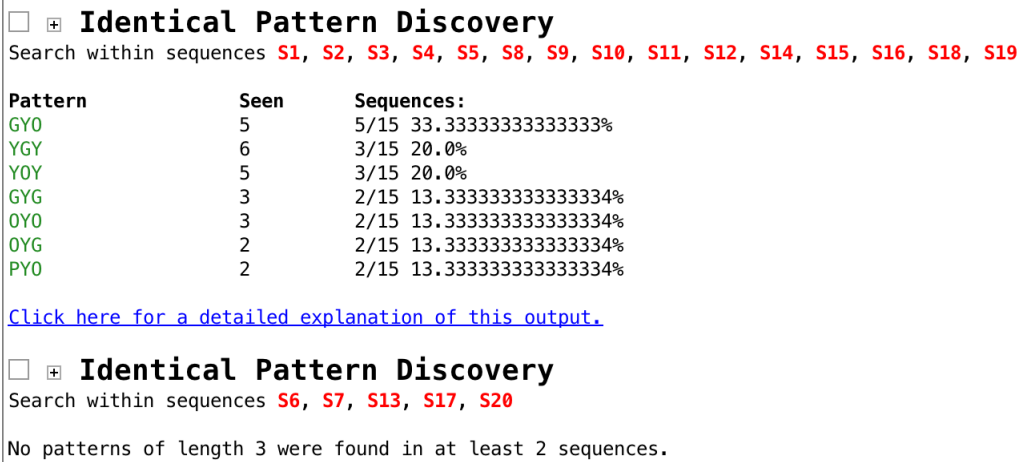 Identical Pattern Discovery
Search within sequences S1, S2, S3, S4, S5, S8, S9, S10, S11, S12, S14, S15, S16, S18, S19
Pattern Seen Sequences:
GYO 5 5/15 33.33333333333333%
YGY 6 3/15 20.0%
YOY 5 3/15 20.0%
GYG 3 2/15 13.333333333333334%
OYO 3 2/15 13.333333333333334%
OYG 2 2/15 13.333333333333334%
PYO 2 2/15 13.333333333333334%
Click here for a detailed explanation of this output.
Identical Pattern Discovery
Search within sequences S6, S7, S13, S17, S20
No patterns of length 3 were found in at least 2 sequences.